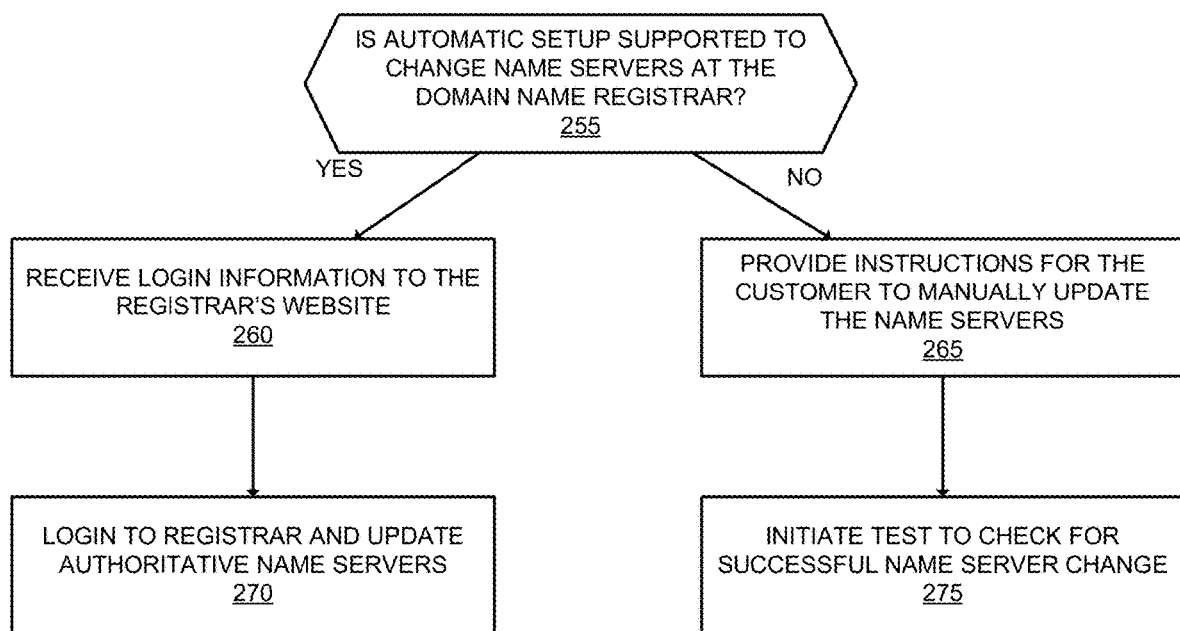 IS AUTOMATIC SETUP SUPPORTED TO
CHANGE NAME SERVERS AT THE
DOMAIN NAME REGISTRAR?
255
YES
NO
RECEIVE LOGIN INFORMATION TO THE
REGISTRAR'S WEBSITE
260
PROVIDE INSTRUCTIONS FOR THE
CUSTOMER TO MANUALLY UPDATE
THE NAME SERVERS
265
LOGIN TO REGISTRAR AND UPDATE
AUTHORITATIVE NAME SERVERS
270
INITIATE TEST TO CHECK FOR
SUCCESSFUL NAME SERVER CHANGE
275